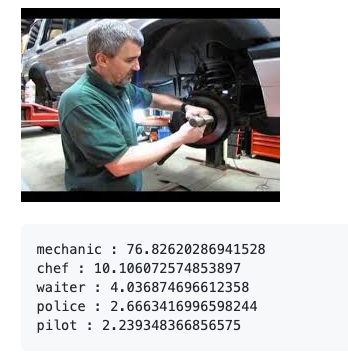 mechanic : 76.82620286941528
chef : 10.106072574853897
waiter : 4.036874696612358
police : 2.6663416996598244
pilot : 2.239348366856575